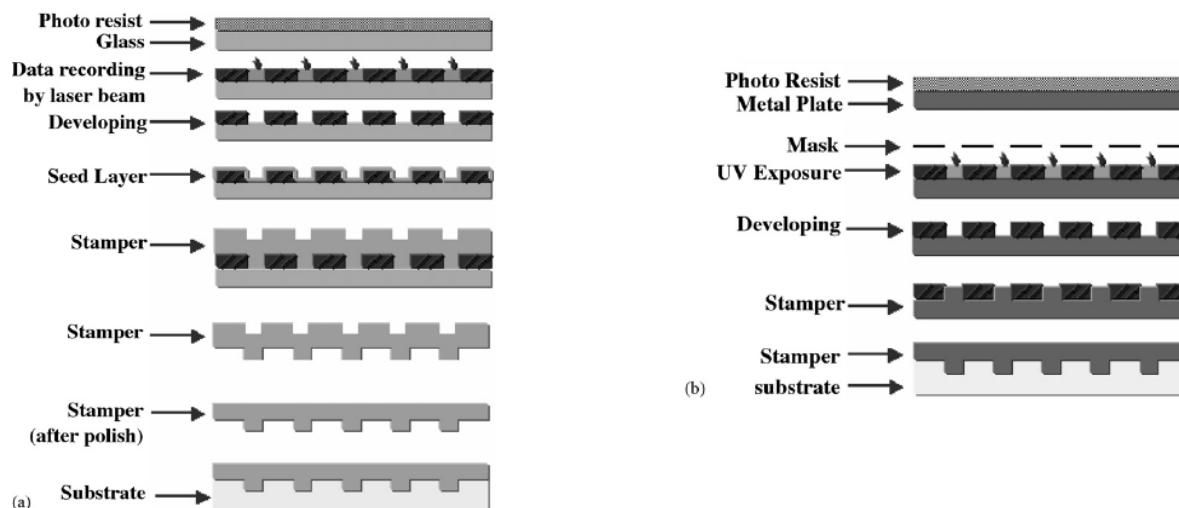 Photo resist
Glass
Data recording
by laser beam
Developing
Seed Layer
Stamper
Stamper
Stamper
(after polish)
Substrate
(a)
Photo Resist
Metal Plate
Mask
UV Exposure
Developing
Stamper
Stamper
substrate
(b)